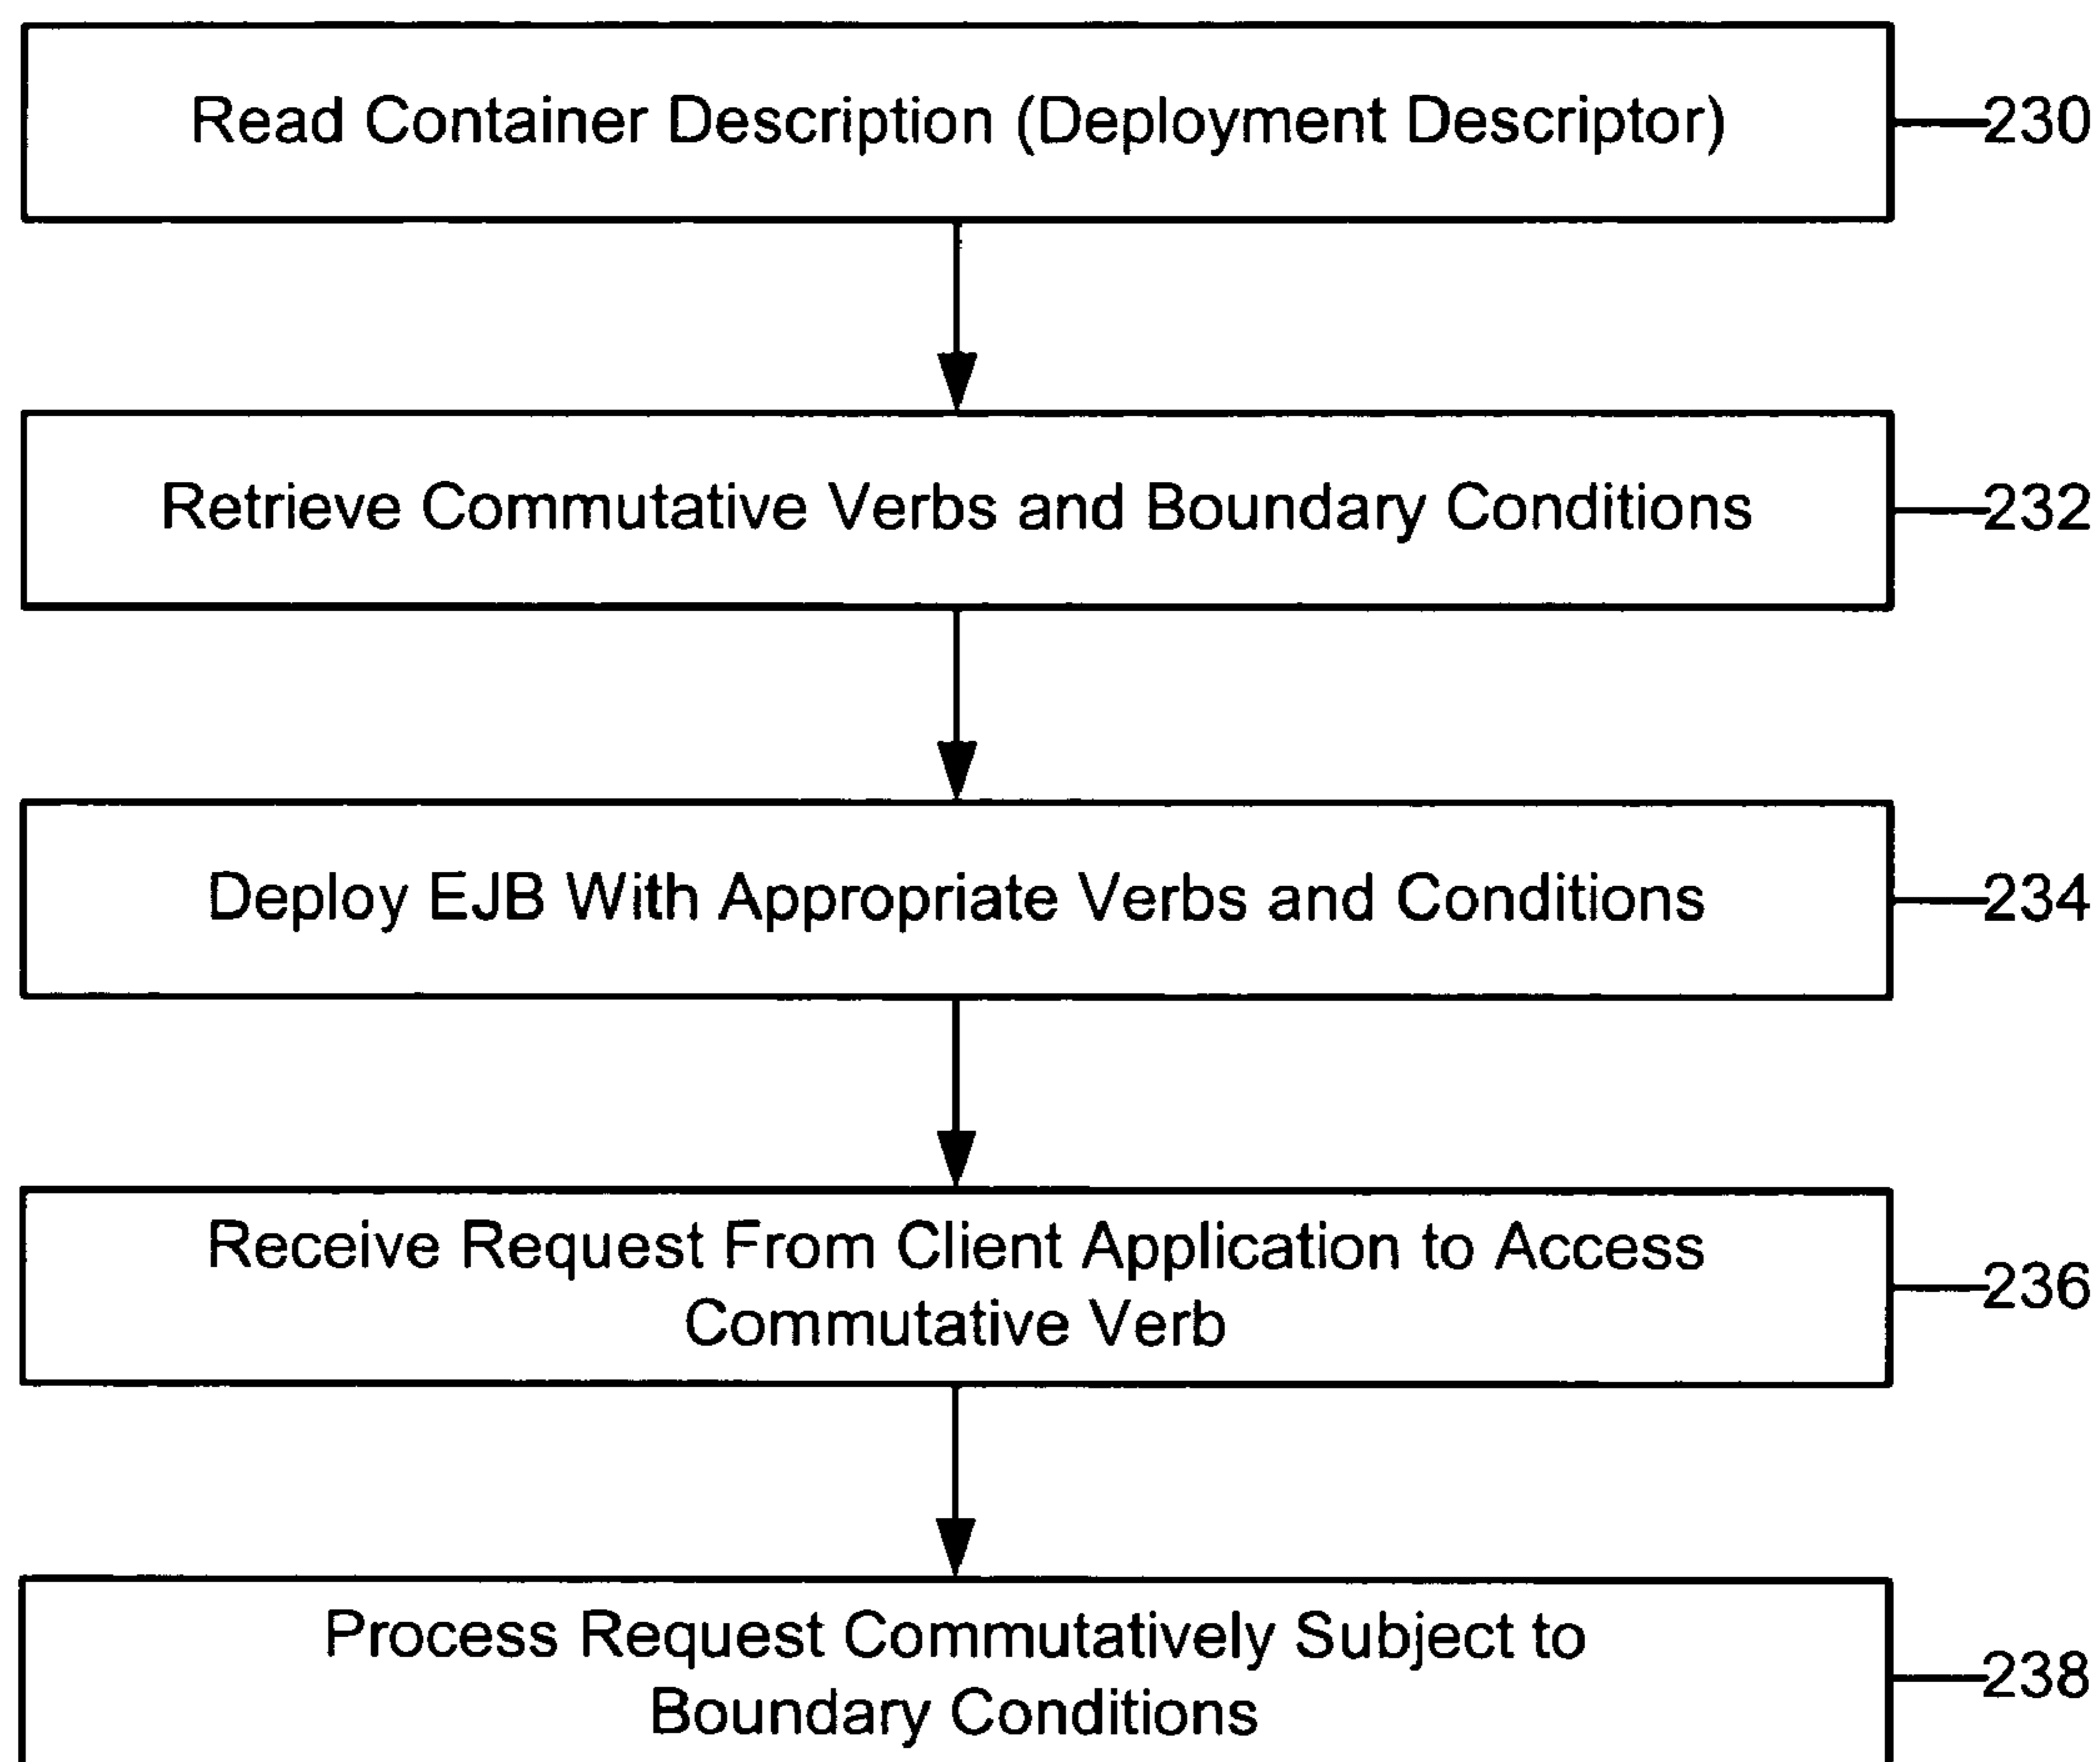 Read Container Description (Deployment Descriptor)
230
Retrieve Commutative Verbs and Boundary Conditions
232
Deploy EJB With Appropriate Verbs and Conditions
234
Receive Request From Client Application to Access
Commutative Verb
236
Process Request Commutatively Subject to
Boundary Conditions
238